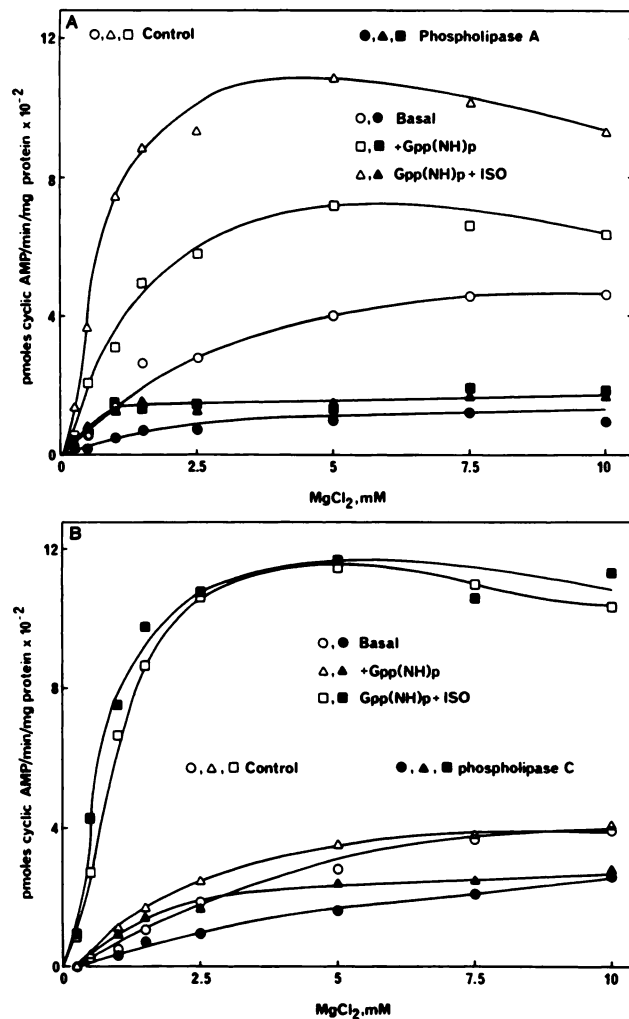 A
12
8
4
0
pmoles cyclic AMP/min/mg protein x 10-2
○,△,□ Control
●,▲,■ Phospholipase A
○,● Basal
□,■ +Gpp(NH)p
△,▲ Gpp(NH)p + ISO
0 2.5 5 7.5 10
MgCl2,mM
B
12
8
4
0
pmoles cyclic AMP/min/mg protein x 10-2
○,● Basal
△,▲ +Gpp(NH)p
□,■ Gpp(NH)p + ISO
○,△,□ Control
●,▲,■ phospholipase C
0 2.5 5 7.5 10
MgCl2,mM